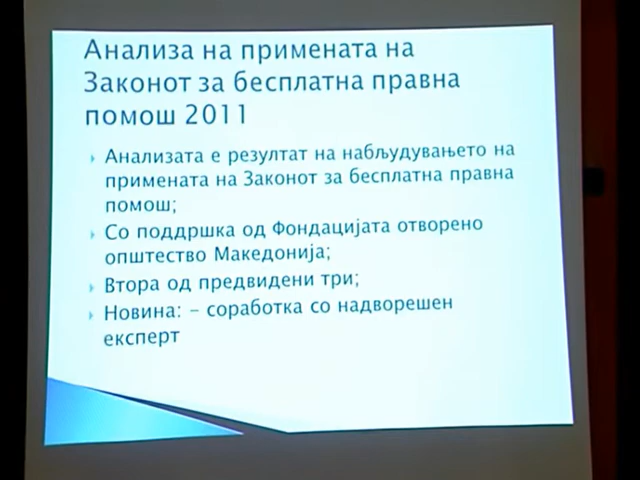 Анализа на примената на
Законот за бесплатна правна
помош 2011
Анализата е резултат на набљудувањето на
примената на Законот за бесплатна правна
помош;
Со поддршка од Фондацијата отворено
општество Македонија;
Втора од предвидени три;
Новина: - соработка со надворешен
експерт